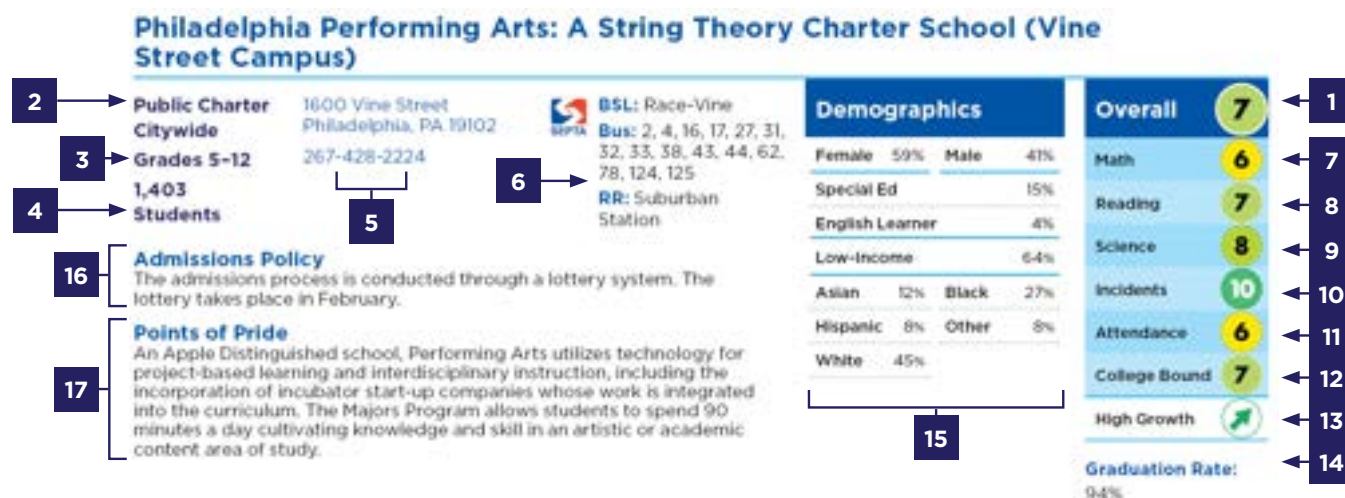 Philadelphia Performing Arts: A String Theory Charter School (Vine
Street Campus)
2
Public Charter
Citywide
3
Grades 5-12
4
1,403
Students
1600 Vine Street
Philadelphia, PA 19102
267-428-2224
5
SEPTA
6
BSL: Race-Vine
Bus: 2, 4, 16, 17, 27, 31,
32, 33, 38, 43, 44, 62,
78, 124, 125
RR: Suburban
Station
16
Admissions Policy
The admissions process is conducted through a lottery system. The
lottery takes place in February.
17
Points of Pride
An Apple Distinguished school, Performing Arts utilizes technology for
project-based learning and interdisciplinary instruction, including the
incorporation of incubator start-up companies whose work is integrated
into the curriculum. The Majors Program allows students to spend 90
minutes a day cultivating knowledge and skill in an artistic or academic
content area of study.
Demographics
Female 59% Male 41%
Special Ed 15%
English Learner 4%
Low-Income 64%
Asian 12% Black 27%
Hispanic 8% Other 8%
White 45%
15
Overall 7 1
Math 6 7
Reading 7 8
Science 8 9
Incidents 10 10
Attendance 6 11
College Bound 7 12
High Growth 13
Graduation Rate: 14
94%